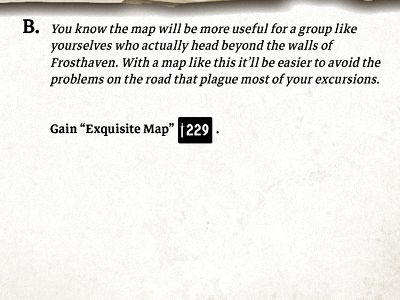 B. You know the map will be more useful for a group like
yourselves who actually head beyond the walls of
Frosthaven. With a map like this it’ll be easier to avoid the
problems on the road that plague most of your excursions.
Gain “Exquisite Map” 229 .